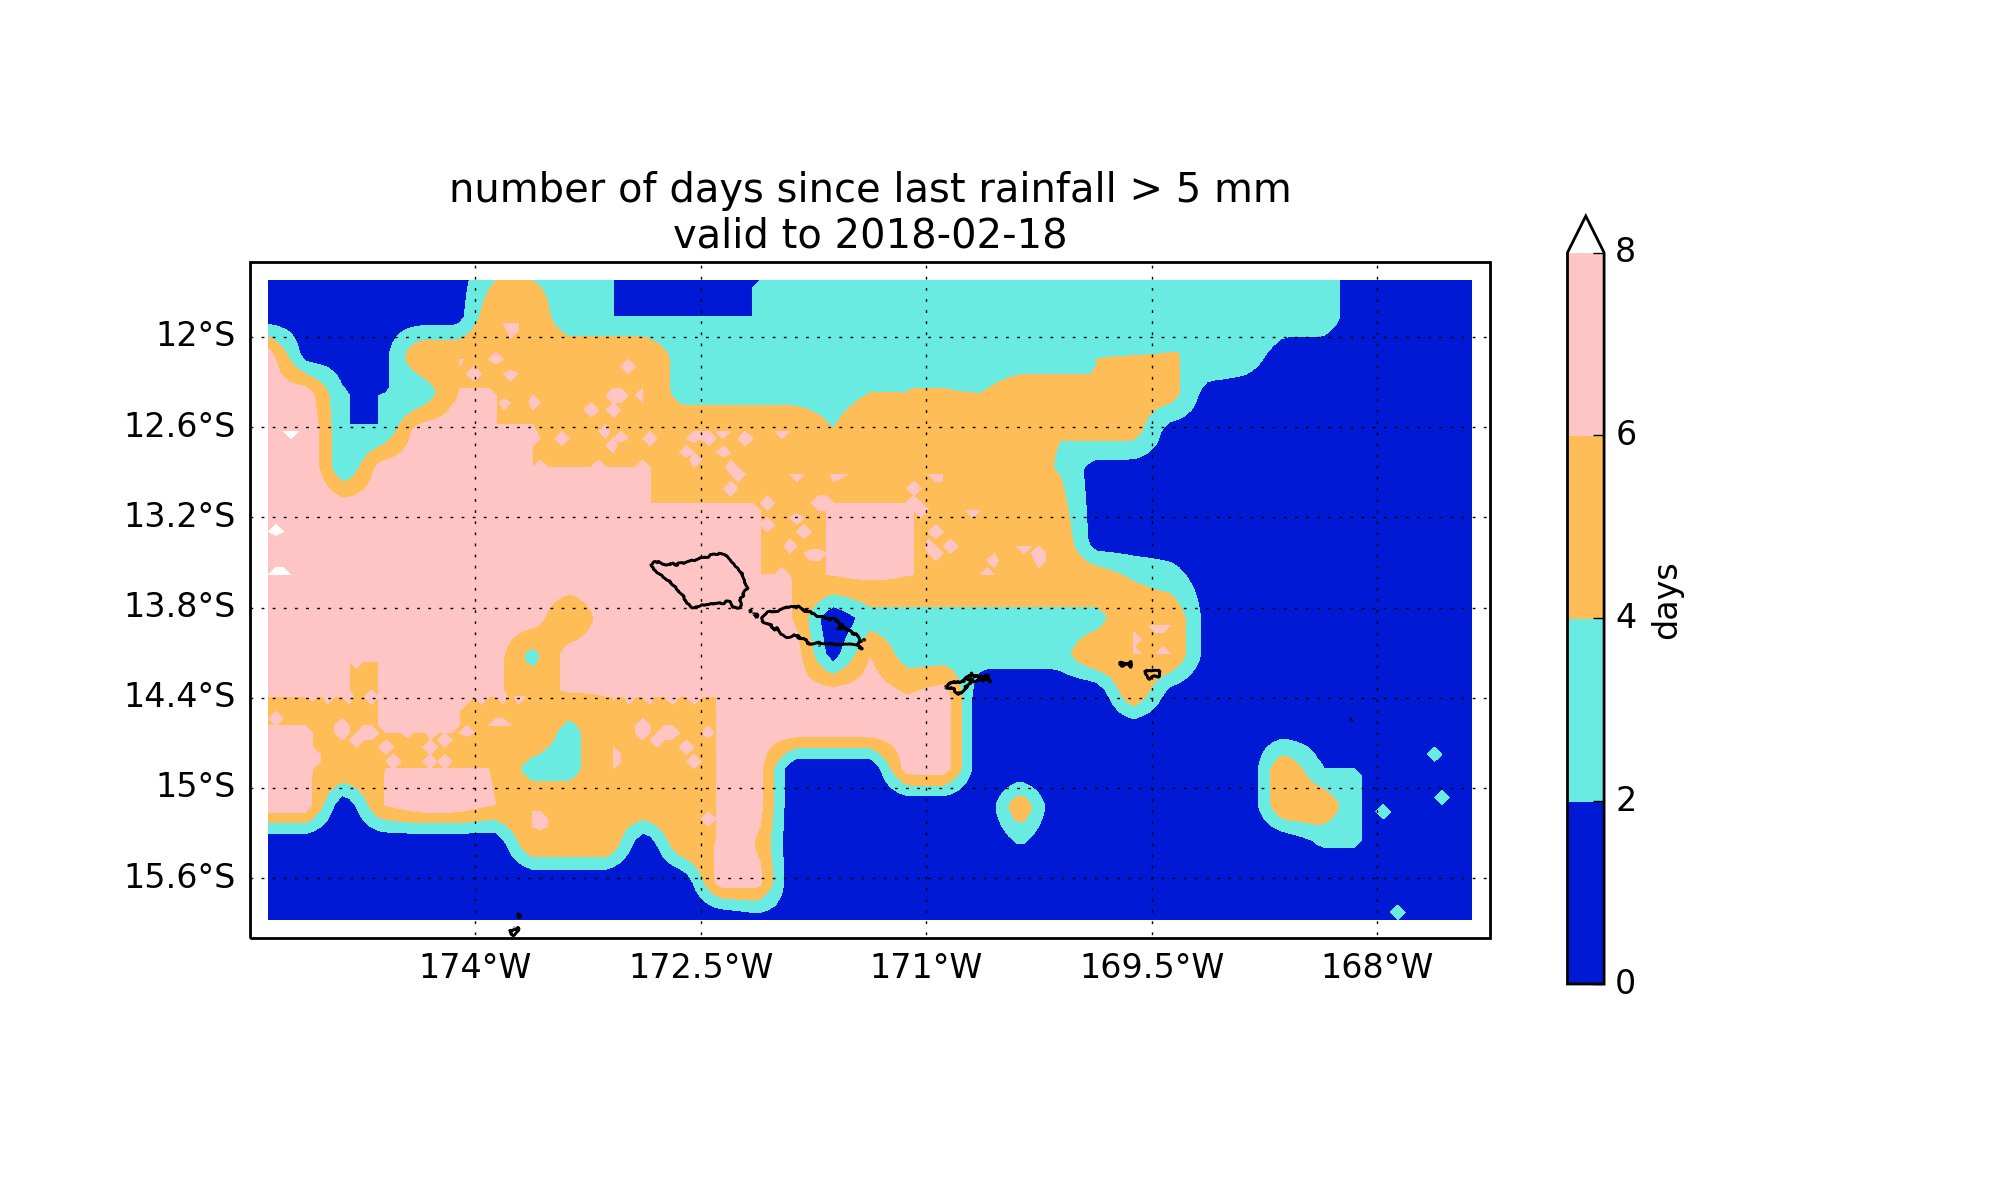 number of days since last rainfall > 5 mm
valid to 2018-02-18
12°S
12.6°S
13.2°S
13.8°S
14.4°S
15°S
15.6°S
174°W
172.5°W
171°W
169.5°W
168°W
8
6
4
2
0
days